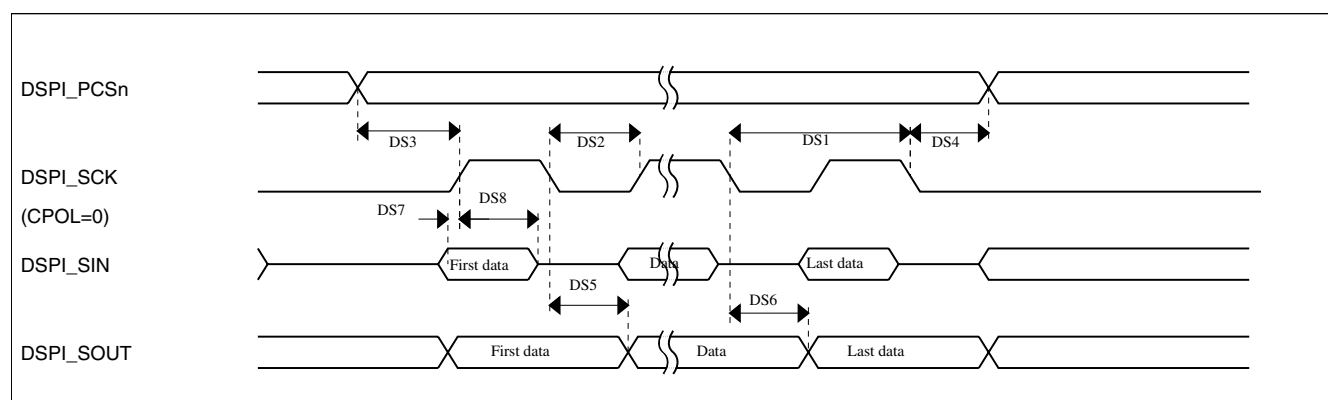 DSPI_PCSn
DS3
DS2
DS1
DS4
DSPI_SCK
(CPOL=0)
DS7
DS8
DSPI_SIN
First data
Data
Last data
DS5
DS6
DSPI_SOUT
First data
Data
Last data